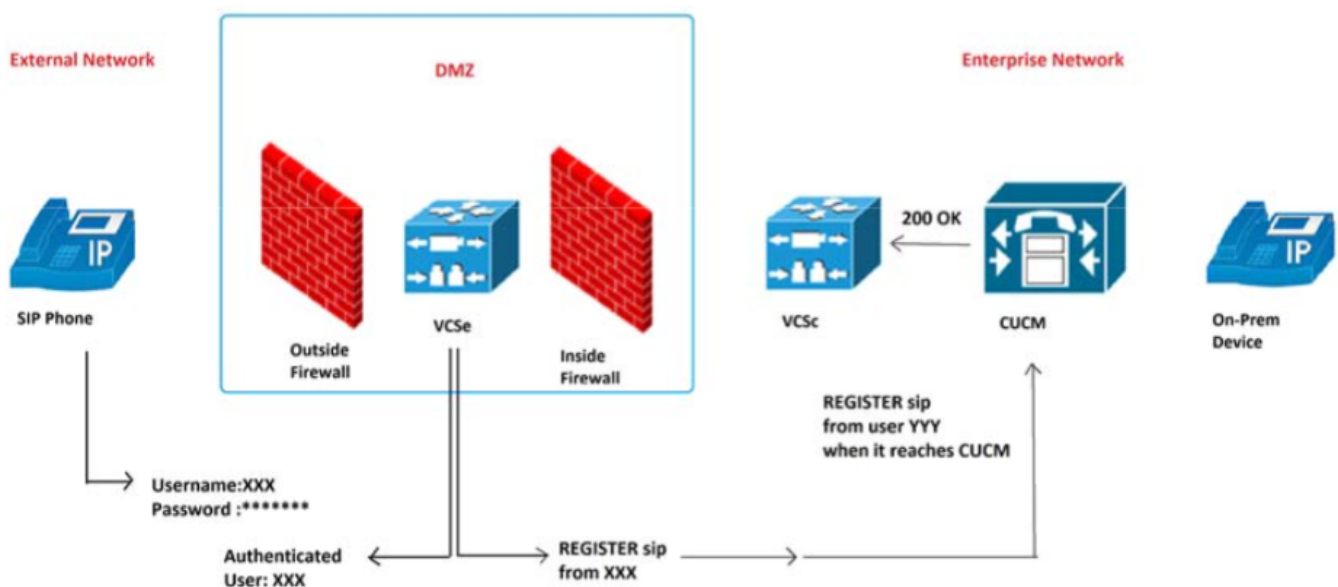 External Network
DMZ
Enterprise Network
IP
200 OK
IP
SIP Phone
VCSe
VCSc
CUCM
On-Prem
Device
Outside
Firewall
Inside
Firewall
REGISTER sip
from user YYY
when it reaches CUCM
Username:XXX
Password :*******
Authenticated
User: XXX
REGISTER sip
from XXX